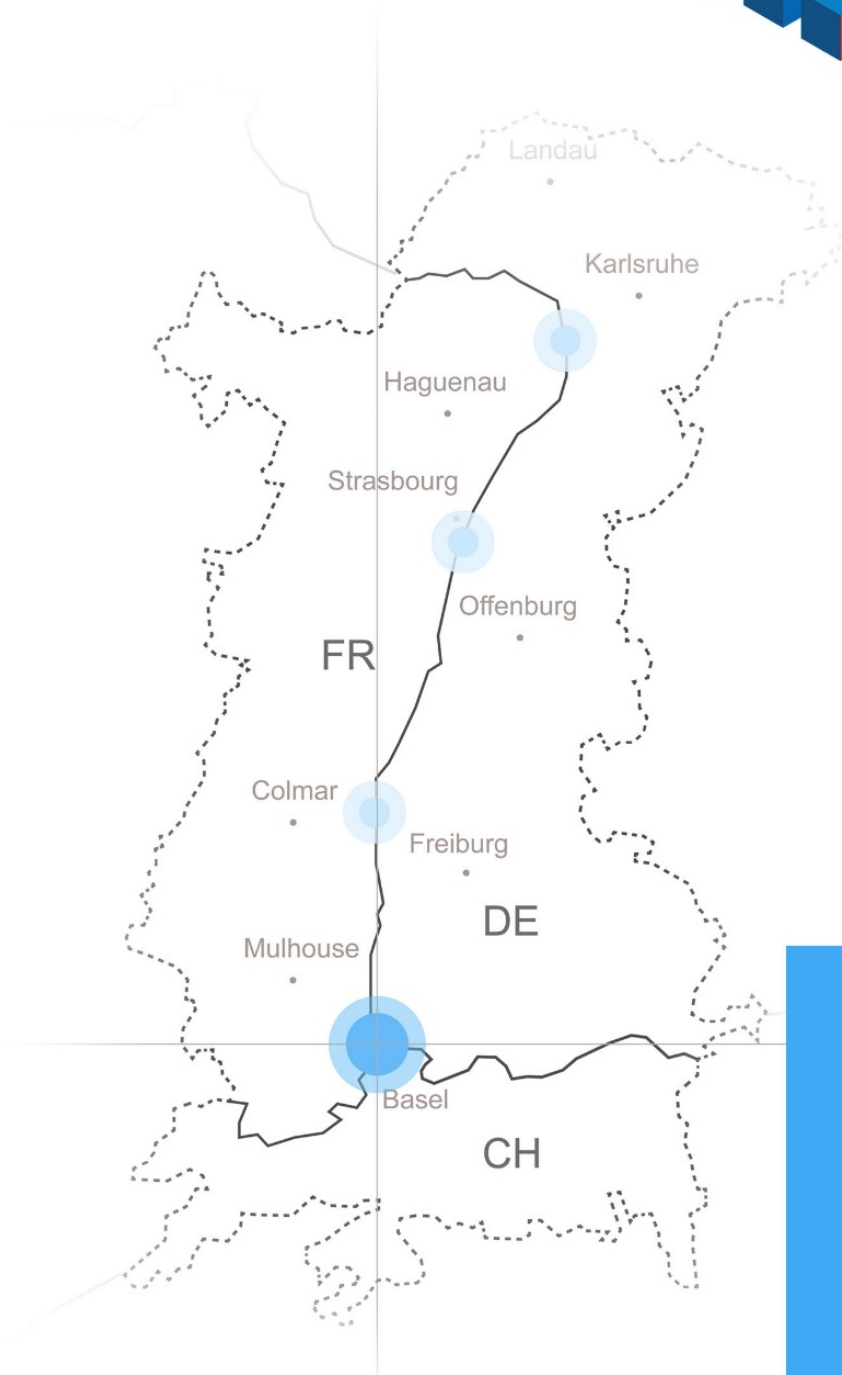 Landau
Karlsruhe
Haguenau
Strasbourg
Offenburg
FR
Colmar
Freiburg
DE
Mulhouse
Basel
CH